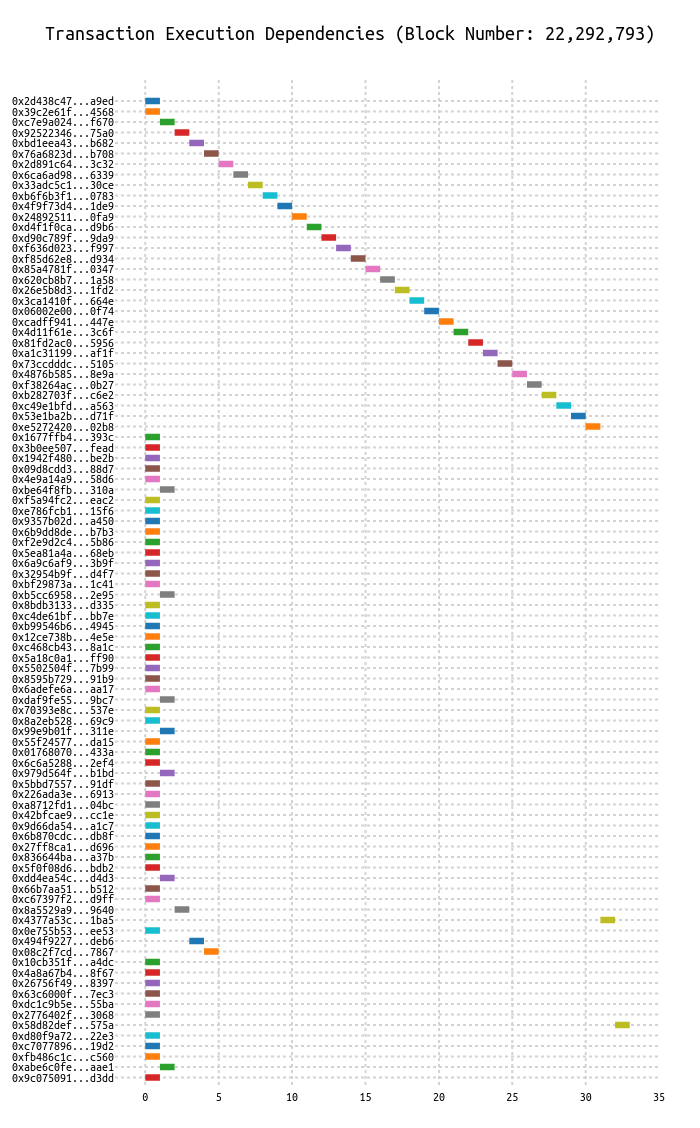 Transaction Execution Dependencies (Block Number: 22,292,793)
0x2d438c47...a9ed
0x39c2e61f...4568
0xc7e9a024...f670
0x92522346...75a0
0xbd1eea43...b682
0x76a6823d...b708
0x2d891c64...3c32
0x6ca6ad98...6339
0x33adc5c1...30ce
0xb6f6b3f1...0783
0x4f9f73d4...1de9
0x24892511...0fa9
0xd4f1f0ca...d9b6
0xd90c789f...9da9
0xf636d023...f997
0xf85d62e8...d934
0x85a4781f...0347
0x620cb8b7...1a58
0x26e5b8d3...1fd2
0x3ca1410f...664e
0x06002e00...0f74
0xcadff941...447e
0x4d11f61e...3c6f
0x81fd2ac0...5956
0xa1c31199...af1f
0x73ccdddc...5105
0x4876b585...8e9a
0xf38264ac...0b27
0xb282703f...c6e2
0xc49e1bfd...a563
0x53e1ba2b...d71f
0xe5272420...02b8
0x1677ffb4...393c
0x3b0ee507...fead
0x1942f480...be2b
0x09d8cdd3...88d7
0x4e9a14a9...58d6
0xbe64f8fb...310a
0xf5a94fc2...eac2
0xe786fcb1...15f6
0x9357b02d...a450
0x6b9dd8de...b7b3
0xf2e9d2c4...5b86
0x5ea81a4a...68eb
0x6a9c6af9...3b9f
0x32954b9f...d4f7
0xbf29873a...1c41
0xb5cc6958...2e95
0x8bdb3133...d335
0xc4de61bf...bb7e
0xb99546b6...4945
0x12ce738b...4e5e
0xc468cb43...8a1c
0x5a18c0a1...ff90
0x5502504f...7b99
0x8595b729...91b9
0x6adefe6a...aa17
0xdaf9fe55...9bc7
0x70393e8c...537e
0x8a2eb528...69c9
0x99e9b01f...311e
0x55f24577...da15
0x01768070...433a
0x6c6a5288...2ef4
0x979d564f...b1bd
0x5bbd7557...91df
0x226ada3e...6913
0xa8712fd1...04bc
0x42bfcae9...cc1e
0x9d66da54...a1c7
0x6b870cdc...db8f
0x27ff8ca1...d696
0x836644ba...a37b
0x5f0f08d6...bdb2
0xdd4ea54c...d4d3
0x66b7aa51...b512
0xc67397f2...d9ff
0x8a5529a9...9640
0x4377a53c...1ba5
0x0e755b53...ee53
0x494f9227...deb6
0x08c2f7cd...7867
0x10cb351f...a4dc
0x4a8a67b4...8f67
0x26756f49...8397
0x63c6000f...7ec3
0xdc1c9b5e...55ba
0x2776402f...3068
0x58d82def...575a
0xd80f9a72...22e3
0xc7077896...19d2
0xfb486c1c...c560
0xabe6c0fe...aae1
0x9c075091...d3dd
0 5 10 15 20 25 30 35